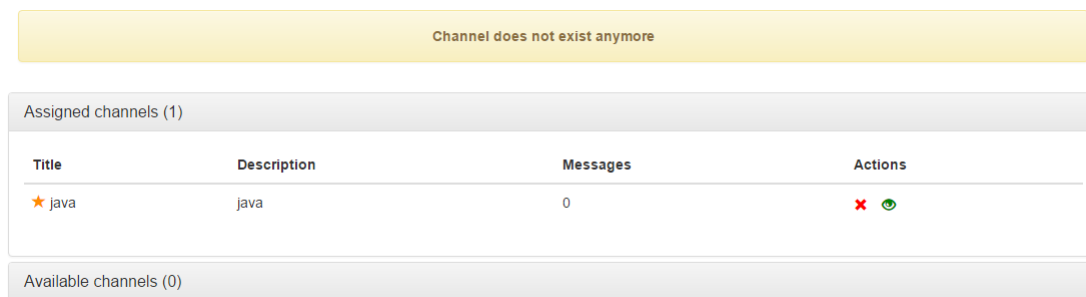 Channel does not exist anymore
Assigned channels (1)
Title Description Messages Actions
java java 0
Available channels (0)